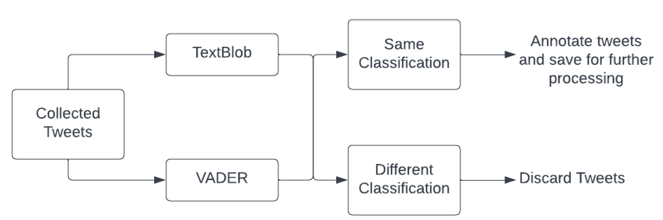 Collected
Tweets
TextBlob
VADER
Same
Classification
Different
Classification
Annotate tweets
and save for further
processing
Discard Tweets